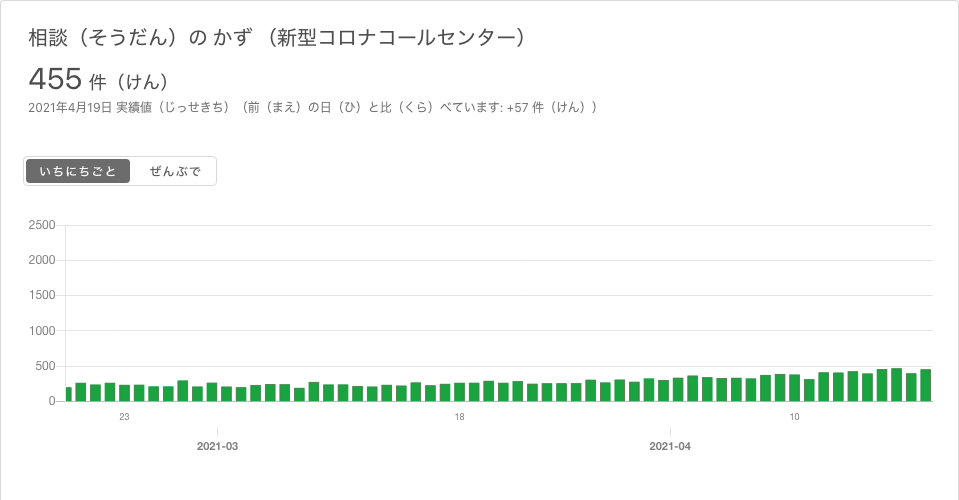 相談（そうだん）の かず （新型コロナコールセンター）
455 件（けん）
2021年4月19日 実績値（じっせきち）（前（まえ）の日（ひ）と比（くら）べています: +57 件（けん））
いちにちごと ぜんぶで
2500
2000
1500
1000
500
0
23 18 10
2021-03 2021-04